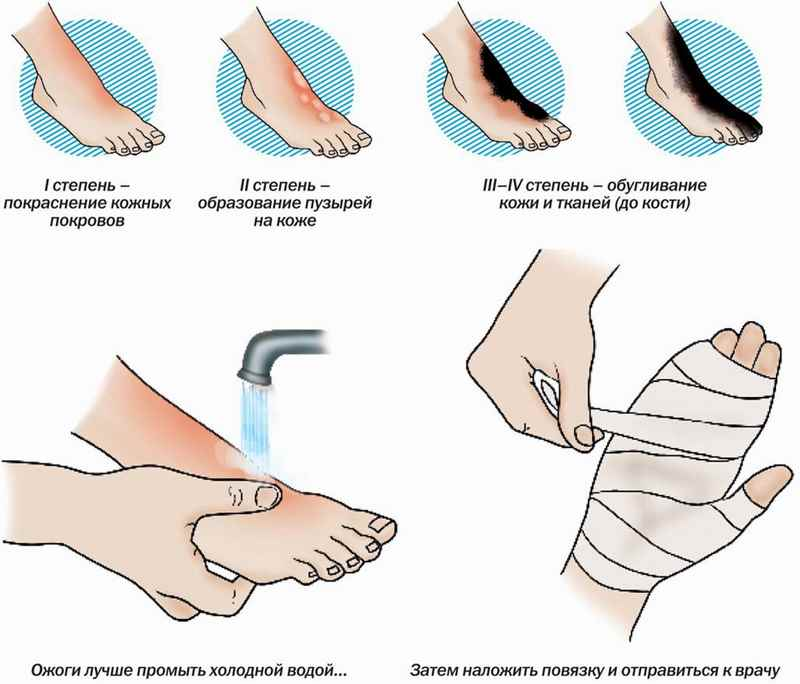 I степень –
покраснение кожных
покровов
II степень –
образование пузырей
на коже
III–IV степень – обугливание
кожи и тканей (до кости)
Ожоги лучше промыть холодной водой...
Затем наложить повязку и отправиться к врачу